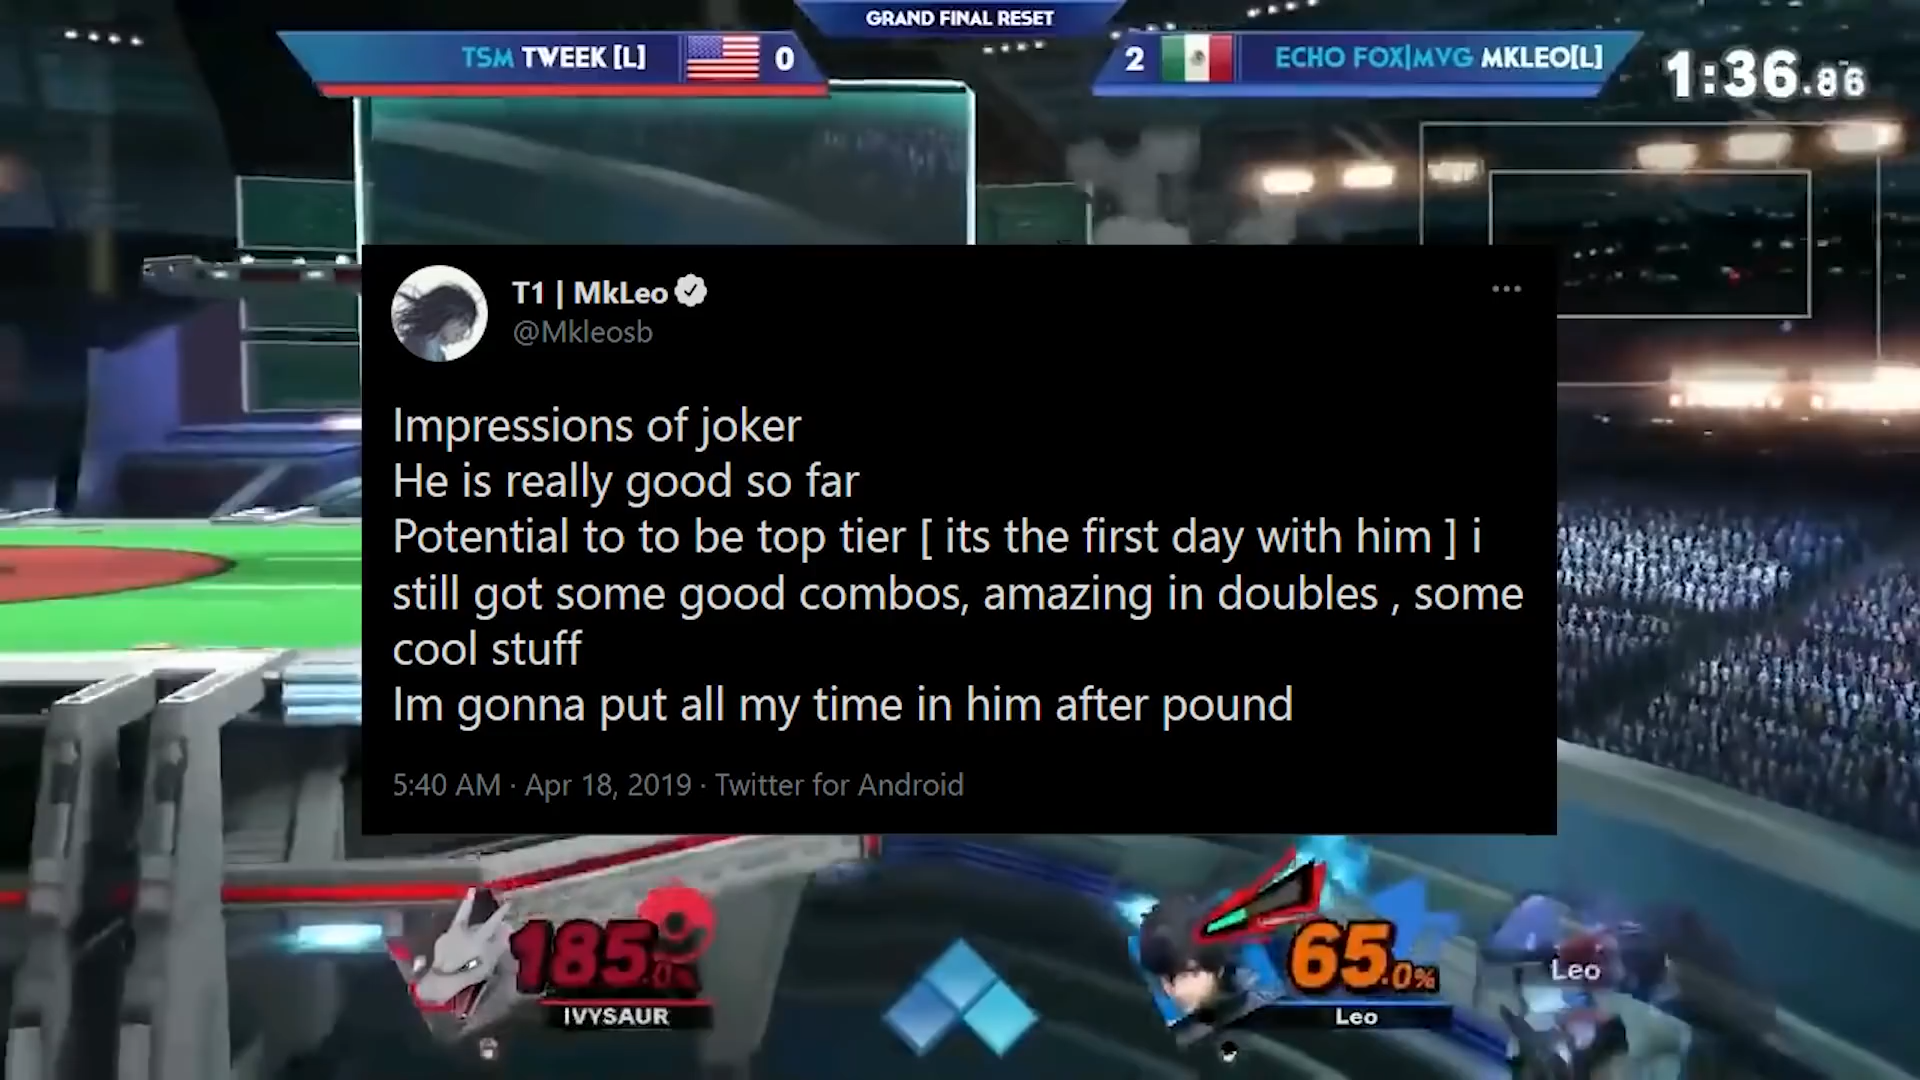 GRAND FINAL RESET
TSM TWEEK [L] 0
2 ECHO FOX|MVG MKLEO[L]
1:36.86
T1 | MkLeo
@Mkleosb
Impressions of joker
He is really good so far
Potential to to be top tier [ its the first day with him ] i
still got some good combos, amazing in doubles , some
cool stuff
Im gonna put all my time in him after pound
5:40 AM · Apr 18, 2019 · Twitter for Android
185.0%
IVYSAUR
65.0%
Leo
Leo